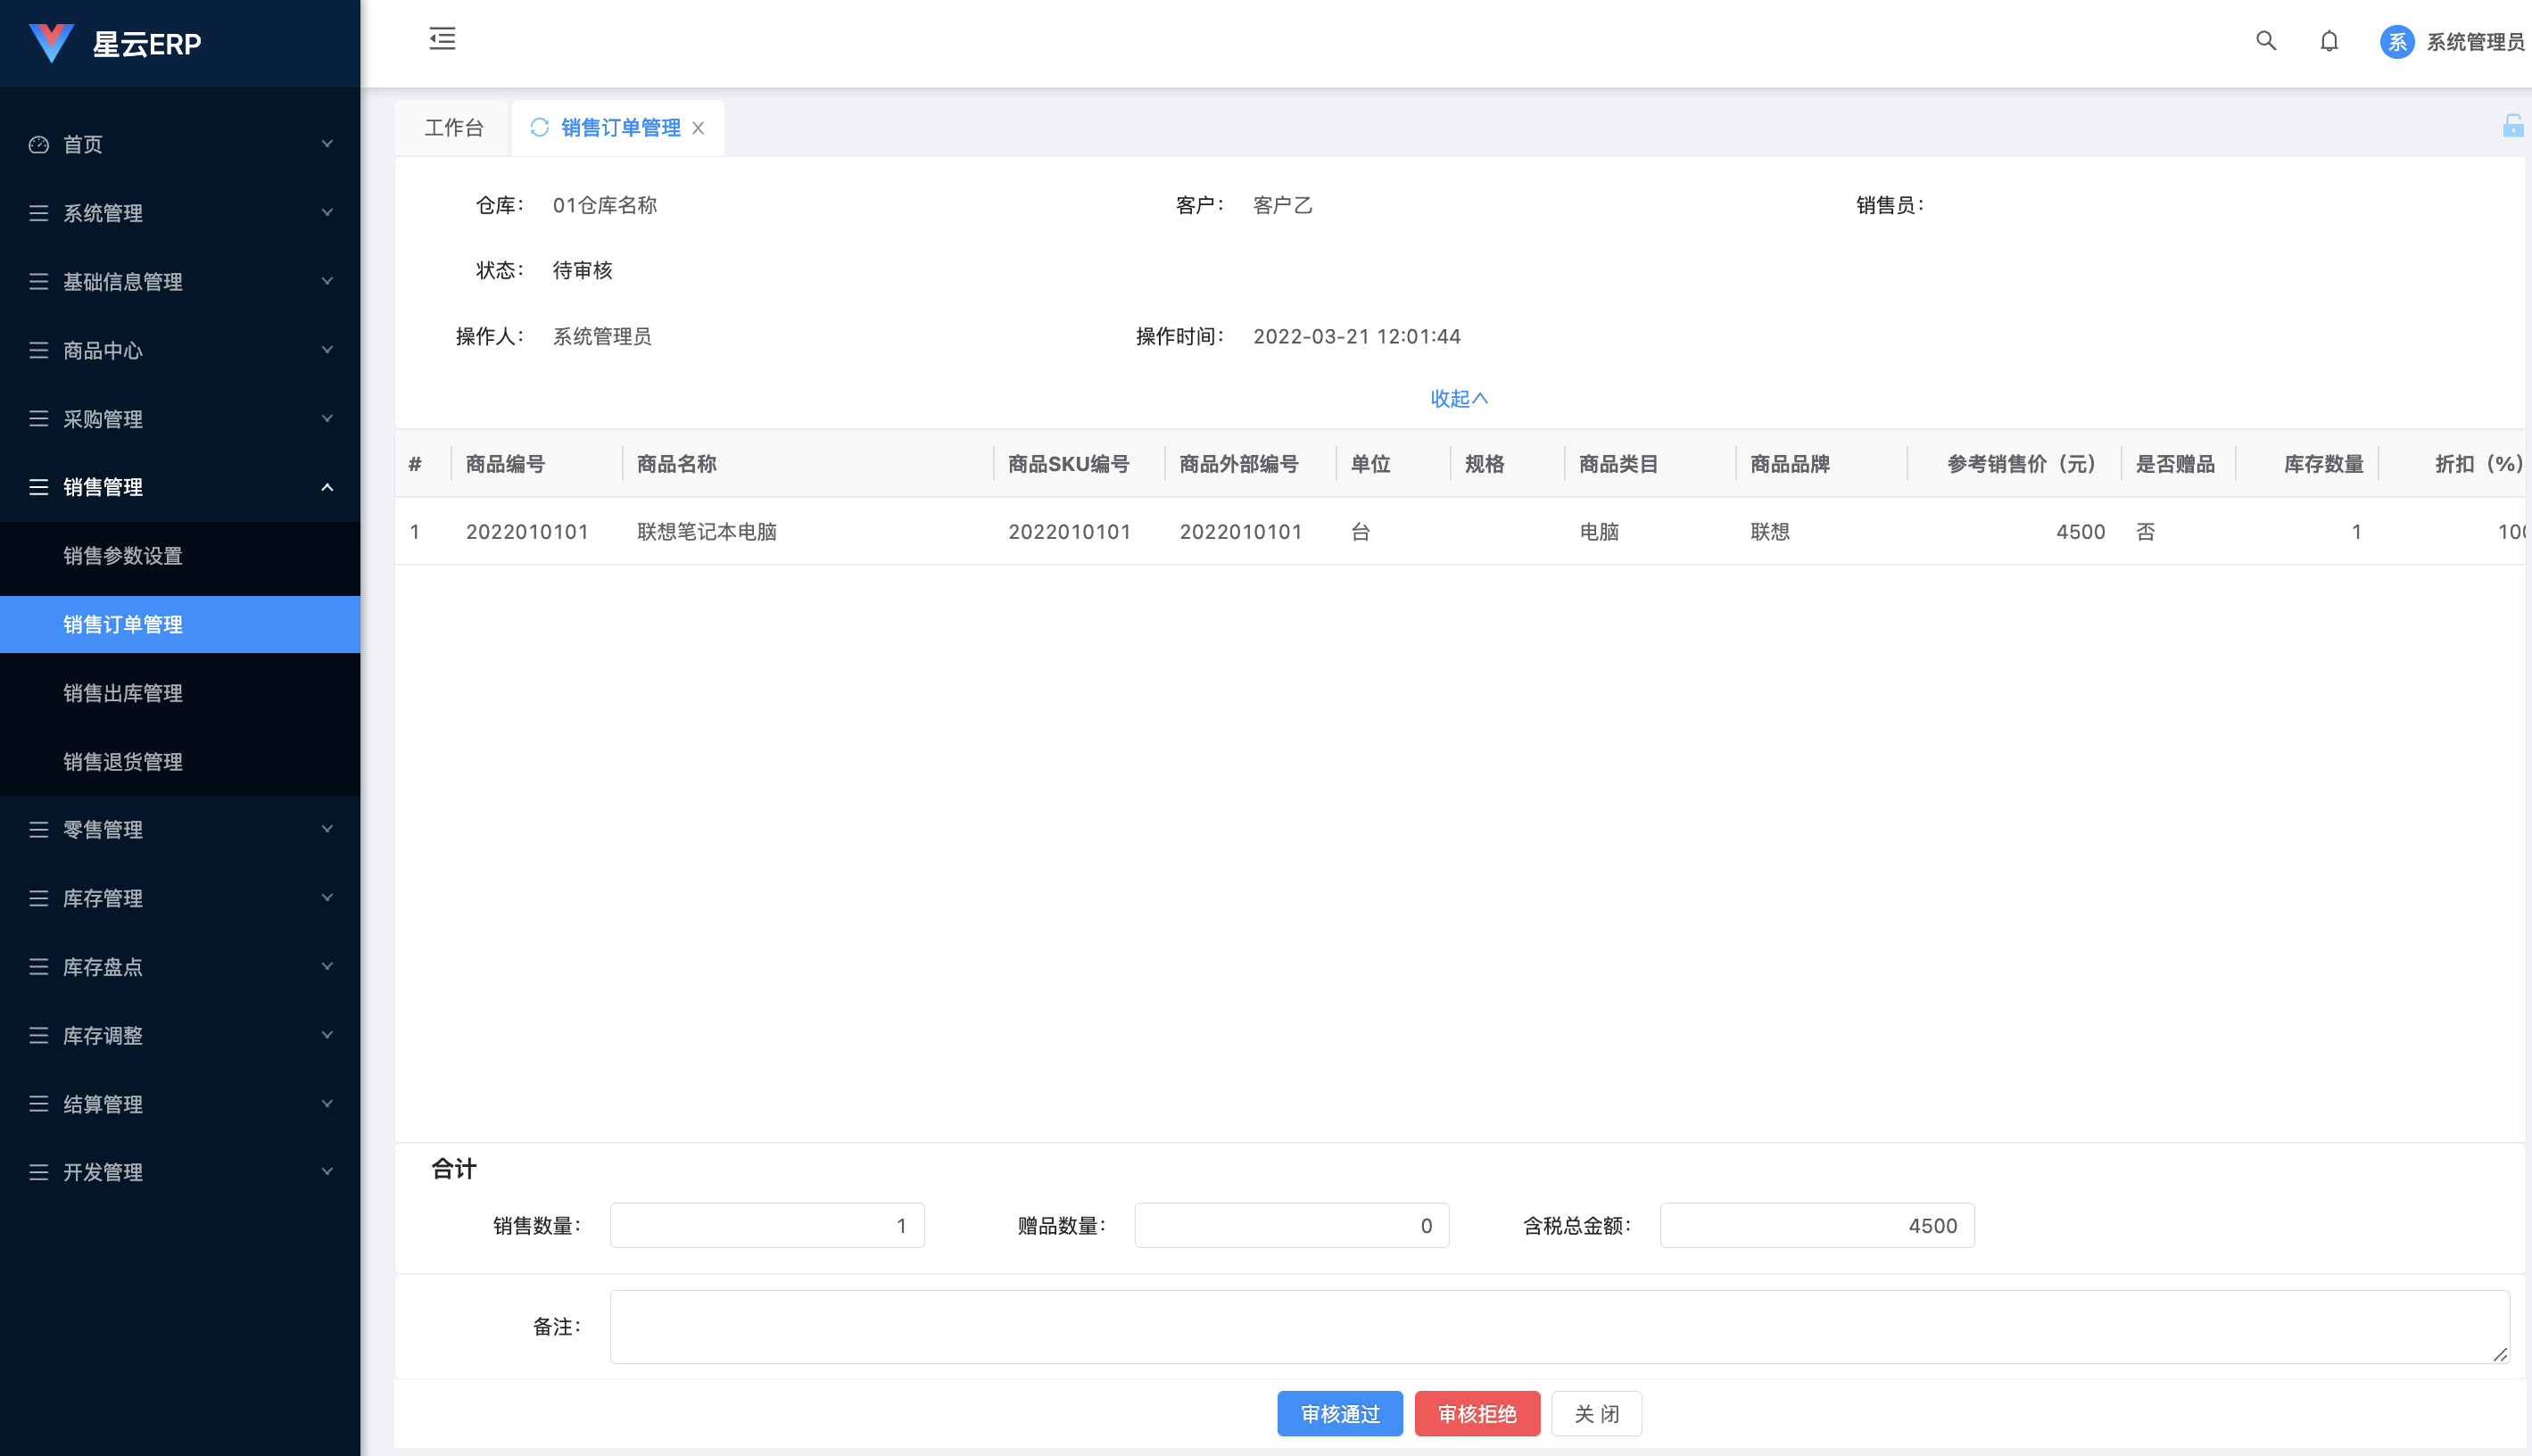 星云ERP
系 系统管理员
首页
系统管理
基础信息管理
商品中心
采购管理
销售管理
销售参数设置
销售订单管理
销售出库管理
销售退货管理
零售管理
库存管理
库存盘点
库存调整
结算管理
开发管理
工作台 销售订单管理
仓库： 01仓库名称 客户： 客户乙 销售员：
状态： 待审核
操作人： 系统管理员 操作时间： 2022-03-21 12:01:44
收起
# 商品编号 商品名称 商品SKU编号 商品外部编号 单位 规格 商品类目 商品品牌 参考销售价（元） 是否赠品 库存数量 折扣（%）
1 2022010101 联想笔记本电脑 2022010101 2022010101 台 电脑 联想 4500 否 1
合计
销售数量： 1 赠品数量： 0 含税总金额： 4500
备注：
审核通过 审核拒绝 关 闭